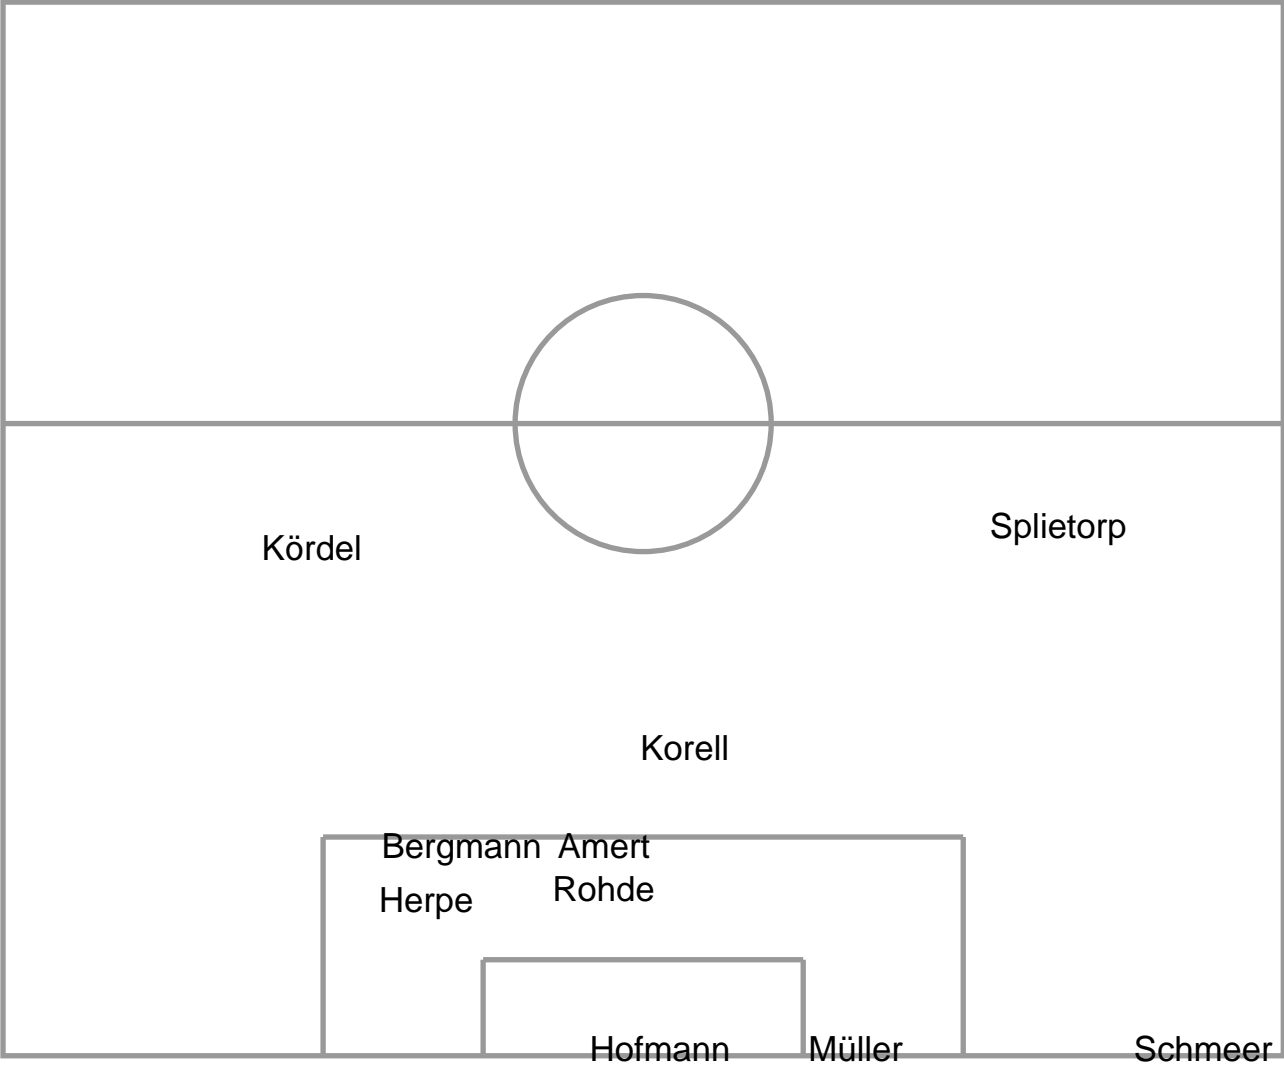 Splietorp
Kördel
Korell
Bergmann Amert
Rohde
Herpe
Hofmann Müller Schmeer